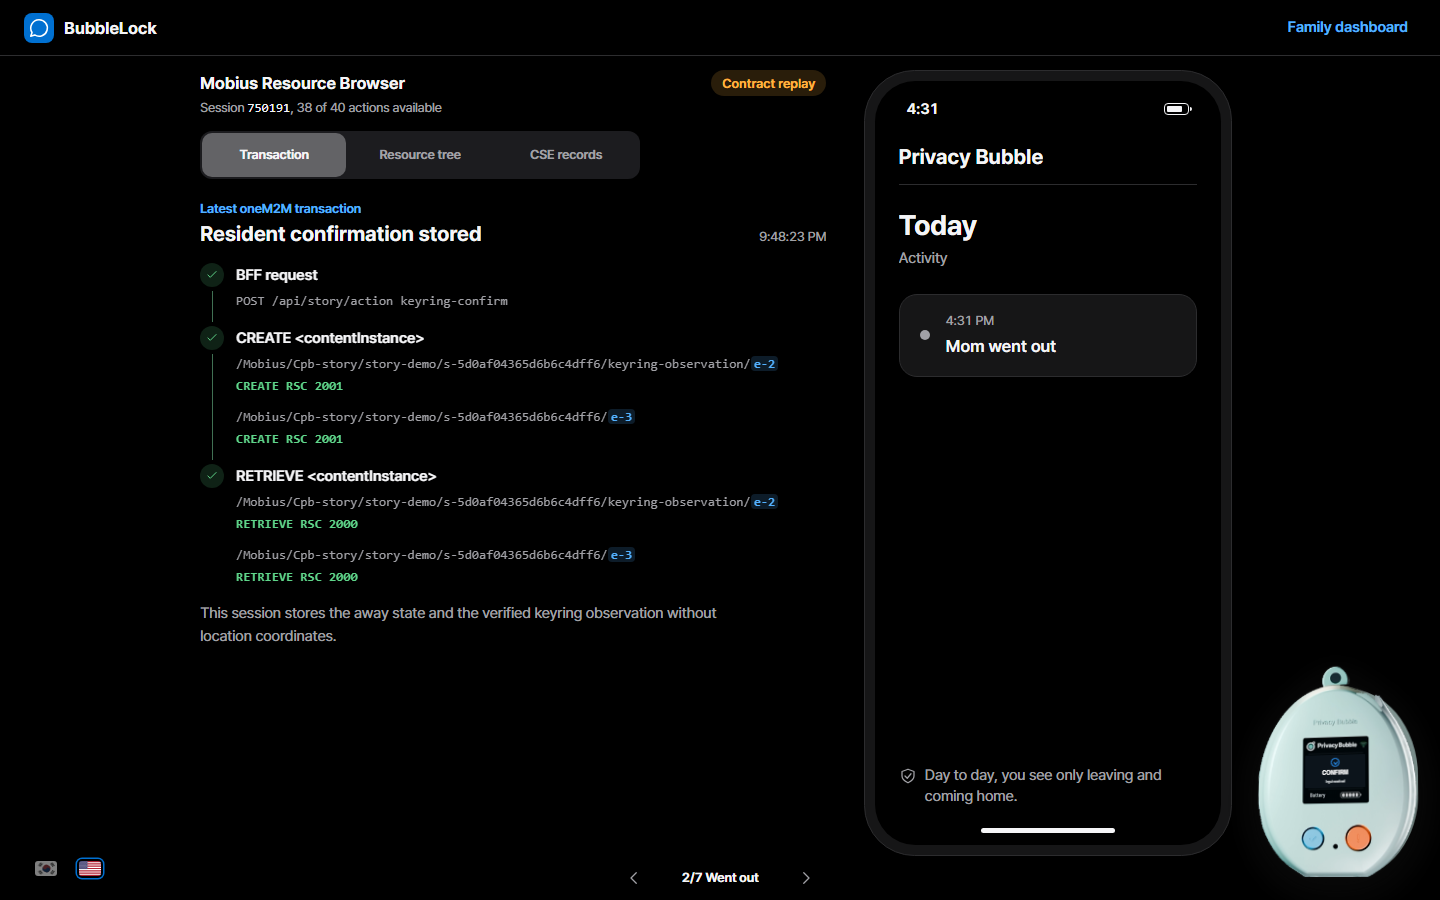 BubbleLock
Family dashboard
Mobius Resource Browser
Contract replay
Session 750191, 38 of 40 actions available
Transaction
Resource tree
CSE records
Latest oneM2M transaction
Resident confirmation stored
9:48:23 PM
BFF request
POST /api/story/action keyring-confirm
CREATE <contentInstance>
/Mobius/Cpb-story/story-demo/s-5d0af04365d6b6c4dff6/keyring-observation/e-2
CREATE RSC 2001
/Mobius/Cpb-story/story-demo/s-5d0af04365d6b6c4dff6/e-3
CREATE RSC 2001
RETRIEVE <contentInstance>
/Mobius/Cpb-story/story-demo/s-5d0af04365d6b6c4dff6/keyring-observation/e-2
RETRIEVE RSC 2000
/Mobius/Cpb-story/story-demo/s-5d0af04365d6b6c4dff6/e-3
RETRIEVE RSC 2000
This session stores the away state and the verified keyring observation without
location coordinates.
4:31
Privacy Bubble
Today
Activity
4:31 PM
Mom went out
Day to day, you see only leaving and
coming home.
Privacy Bubble
PrivacyBubble
CONFIRM
Battery
2/7 Went out